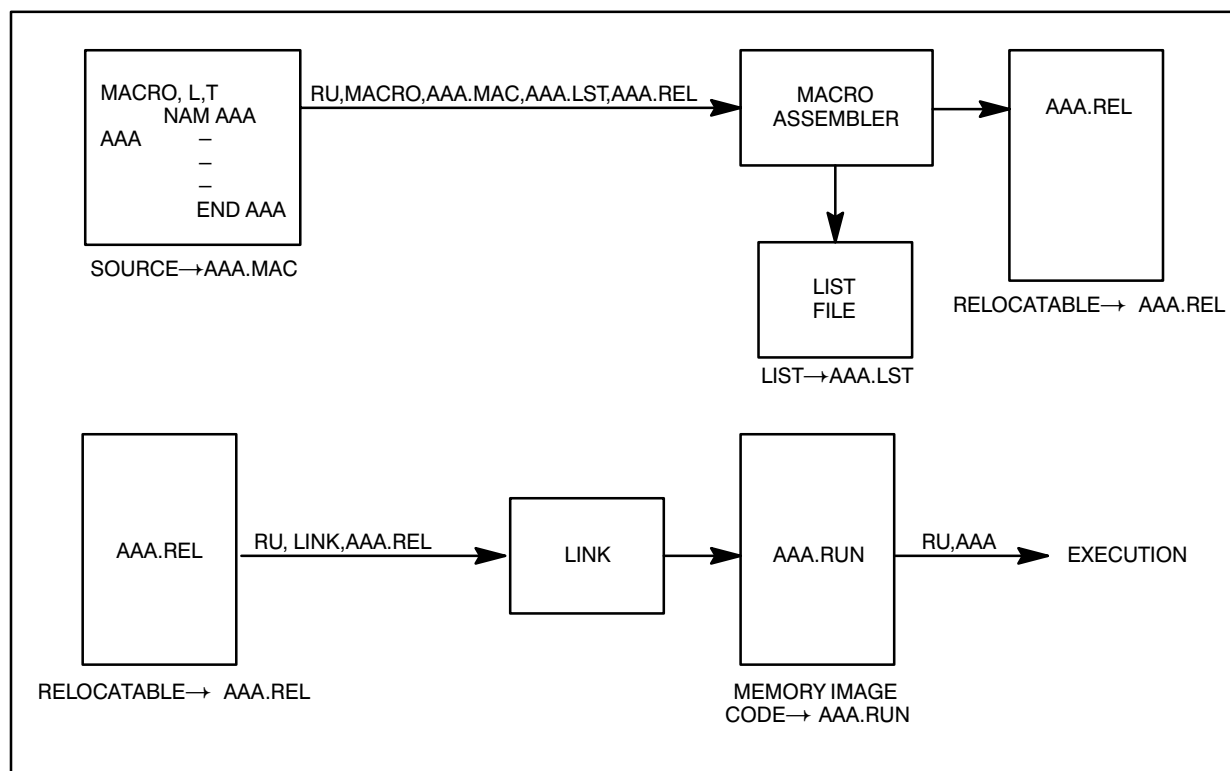 MACRO, L,T
NAM AAA
AAA –
–
–
END AAA
SOURCE→AAA.MAC
RU,MACRO,AAA.MAC,AAA.LST,AAA.REL
MACRO
ASSEMBLER
AAA.REL
RELOCATABLE→ AAA.REL
LIST
FILE
LIST→AAA.LST
AAA.REL
RELOCATABLE→ AAA.REL
RU, LINK,AAA.REL
LINK
AAA.RUN
MEMORY IMAGE
CODE→ AAA.RUN
RU,AAA
EXECUTION